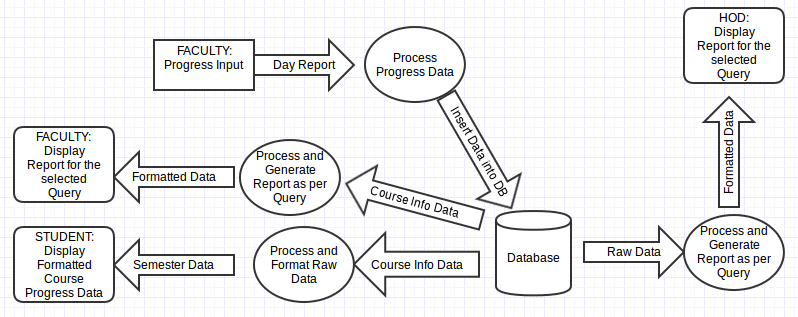 FACULTY:
Progress Input
Day Report
Process
Progress Data
HOD:
Display
Report for the
selected
Query
Insert Data into DB
Formatted Data
FACULTY:
Display
Report for the
selected
Query
Formatted Data
Process and
Generate
Report as per
Query
Course Info Data
STUDENT:
Display
Formatted
Course
Progress Data
Semester Data
Process and
Format Raw
Data
Course Info Data
Database
Raw Data
Process and
Generate
Report as per
Query